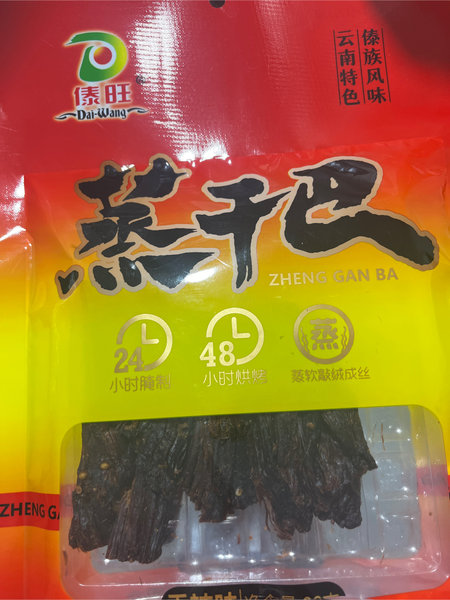 傣旺
Dai-Wang
傣族风味
云南特色
蒸干巴
ZHENG GAN BA
24
小时腌制
48
小时烘烤
蒸
蒸软敲绒成丝
ZHENG GAN